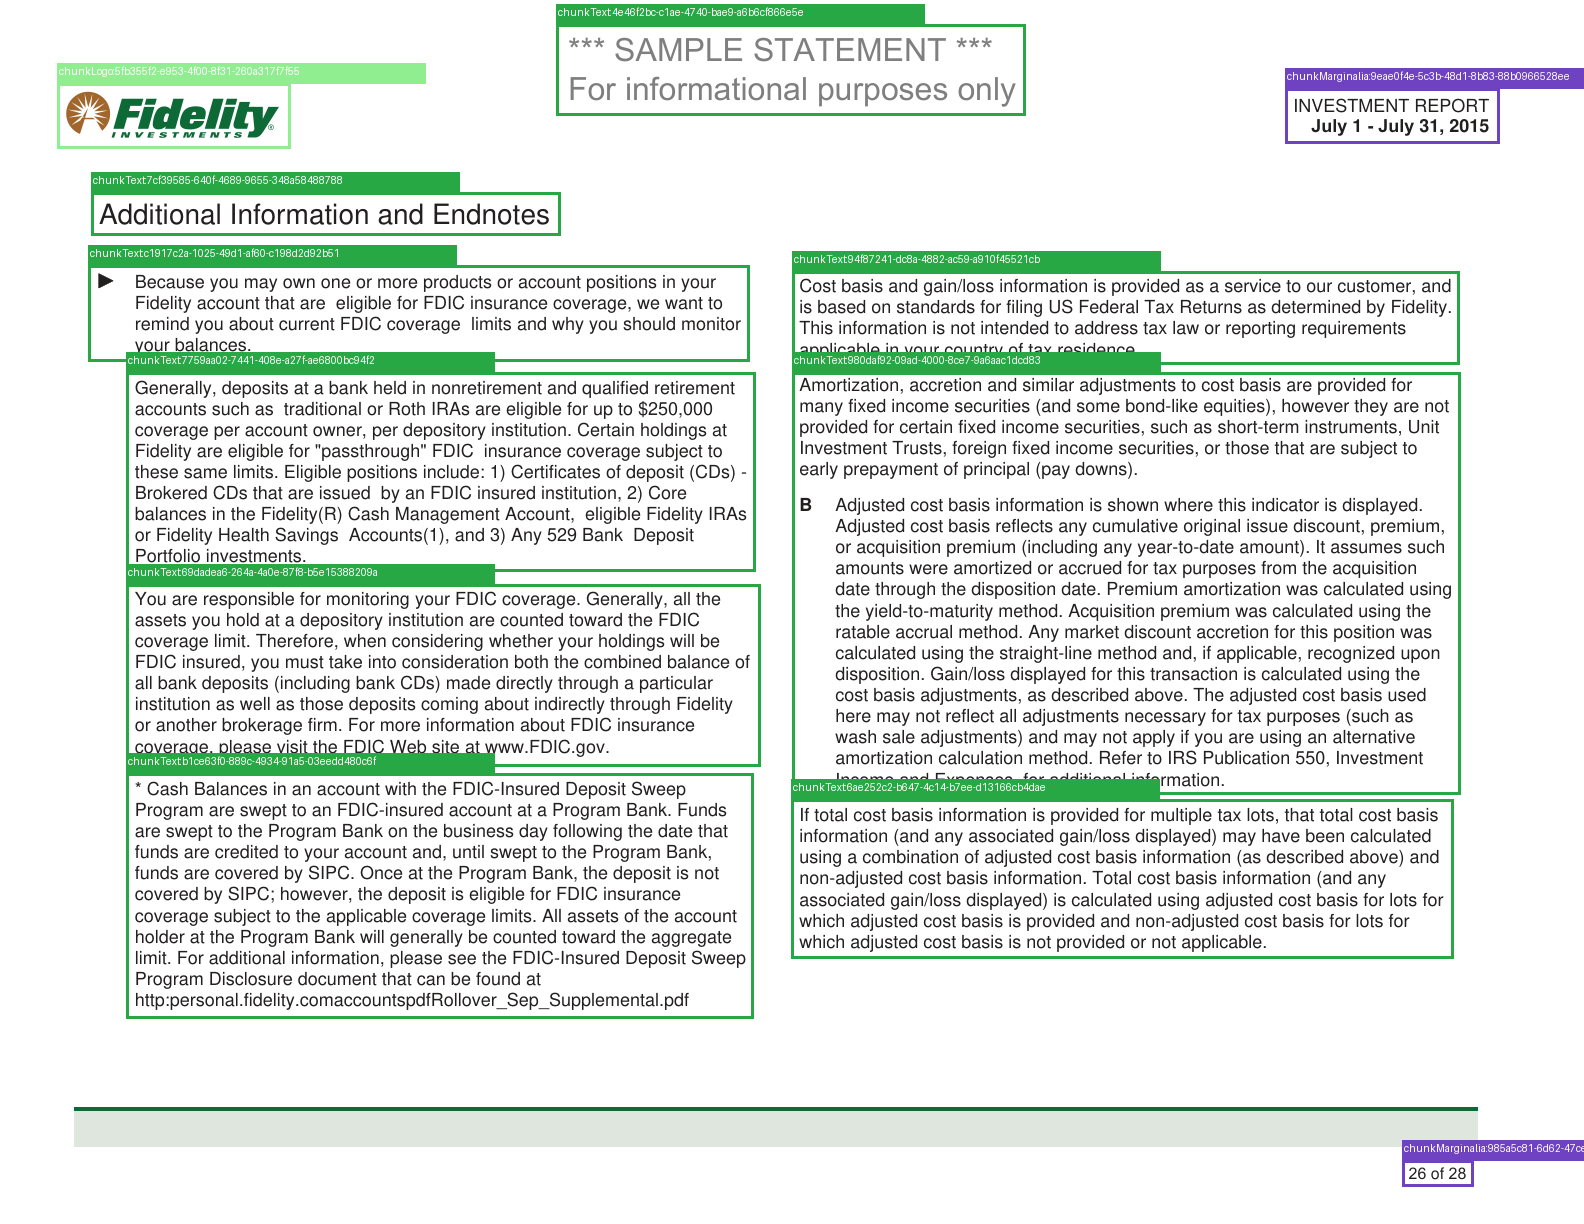 chunkText:4e46f2bc-c1ae-4740-bae9-a6b6cf866e5e
*** SAMPLE STATEMENT ***
For informational purposes only
chunkLogo:5fb355f2-e953-4f00-8f31-260a317f7f55
Fidelity
INVESTMENTS
chunkMarginalia:9eae0f4e-5c3b-48d1-8b83-88b0966528ee
INVESTMENT REPORT
July 1 - July 31, 2015
chunkText:7cf39585-640f-4689-9655-348a58488788
Additional Information and Endnotes
chunkText:c1917c2a-1025-49d1-af60-c198d2d92b51
Because you may own one or more products or account positions in your
Fidelity account that are eligible for FDIC insurance coverage, we want to
remind you about current FDIC coverage limits and why you should monitor
your balances.
chunkText:7759aa02-7441-408e-a27f-ae6800bc94f2
Generally, deposits at a bank held in nonretirement and qualified retirement
accounts such as traditional or Roth IRAs are eligible for up to $250,000
coverage per account owner, per depository institution. Certain holdings at
Fidelity are eligible for "passthrough" FDIC insurance coverage subject to
these same limits. Eligible positions include: 1) Certificates of deposit (CDs) -
Brokered CDs that are issued by an FDIC insured institution, 2) Core
balances in the Fidelity(R) Cash Management Account, eligible Fidelity IRAs
or Fidelity Health Savings Accounts(1), and 3) Any 529 Bank Deposit
Portfolio investments.
chunkText:69dadea6-264a-4a0e-87f8-b5e15388209a
You are responsible for monitoring your FDIC coverage. Generally, all the
assets you hold at a depository institution are counted toward the FDIC
coverage limit. Therefore, when considering whether your holdings will be
FDIC insured, you must take into consideration both the combined balance of
all bank deposits (including bank CDs) made directly through a particular
institution as well as those deposits coming about indirectly through Fidelity
or another brokerage firm. For more information about FDIC insurance
coverage, please visit the FDIC Web site at www.FDIC.gov.
chunkText:b1ce63f0-889c-4934-91a5-03eedd480c6f
* Cash Balances in an account with the FDIC-Insured Deposit Sweep
Program are swept to an FDIC-insured account at a Program Bank. Funds
are swept to the Program Bank on the business day following the date that
funds are credited to your account and, until swept to the Program Bank,
funds are covered by SIPC. Once at the Program Bank, the deposit is not
covered by SIPC; however, the deposit is eligible for FDIC insurance
coverage subject to the applicable coverage limits. All assets of the account
holder at the Program Bank will generally be counted toward the aggregate
limit. For additional information, please see the FDIC-Insured Deposit Sweep
Program Disclosure document that can be found at
http:personal.fidelity.comaccountspdfRollover_Sep_Supplemental.pdf
chunkText:94f87241-dc8a-4882-ac59-a910f45521cb
Cost basis and gain/loss information is provided as a service to our customer, and
is based on standards for filing US Federal Tax Returns as determined by Fidelity.
This information is not intended to address tax law or reporting requirements
applicable in your country of tax residence.
chunkText:980daf92-09ad-4000-8ce7-9a6aac1dcd83
Amortization, accretion and similar adjustments to cost basis are provided for
many fixed income securities (and some bond-like equities), however they are not
provided for certain fixed income securities, such as short-term instruments, Unit
Investment Trusts, foreign fixed income securities, or those that are subject to
early prepayment of principal (pay downs).
B Adjusted cost basis information is shown where this indicator is displayed.
Adjusted cost basis reflects any cumulative original issue discount, premium,
or acquisition premium (including any year-to-date amount). It assumes such
amounts were amortized or accrued for tax purposes from the acquisition
date through the disposition date. Premium amortization was calculated using
the yield-to-maturity method. Acquisition premium was calculated using the
ratable accrual method. Any market discount accretion for this position was
calculated using the straight-line method and, if applicable, recognized upon
disposition. Gain/loss displayed for this transaction is calculated using the
cost basis adjustments, as described above. The adjusted cost basis used
here may not reflect all adjustments necessary for tax purposes (such as
wash sale adjustments) and may not apply if you are using an alternative
amortization calculation method. Refer to IRS Publication 550, Investment
Income and Expenses, for additional information.
chunkText:6ae252c2-b647-4c14-b7ee-d13166cb4dae
If total cost basis information is provided for multiple tax lots, that total cost basis
information (and any associated gain/loss displayed) may have been calculated
using a combination of adjusted cost basis information (as described above) and
non-adjusted cost basis information. Total cost basis information (and any
associated gain/loss displayed) is calculated using adjusted cost basis for lots for
which adjusted cost basis is provided and non-adjusted cost basis for lots for
which adjusted cost basis is not provided or not applicable.
chunkMarginalia:985a5c81-6d62-47ce
26 of 28